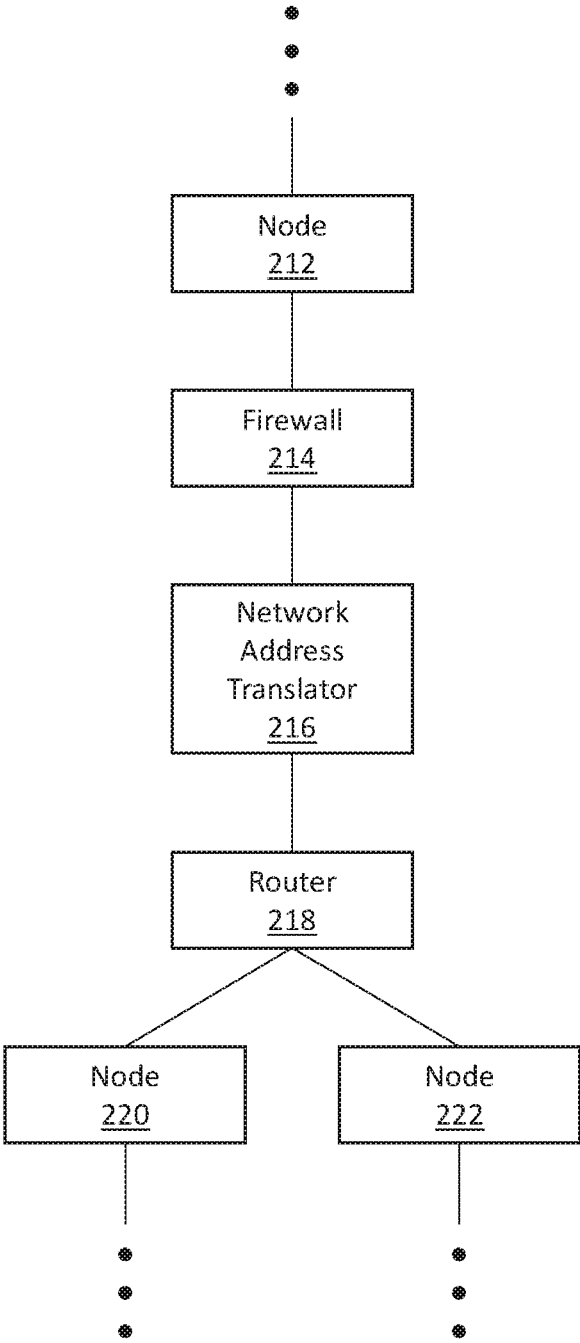 Node
212
Firewall
214
Network
Address
Translator
216
Router
218
Node
220
Node
222